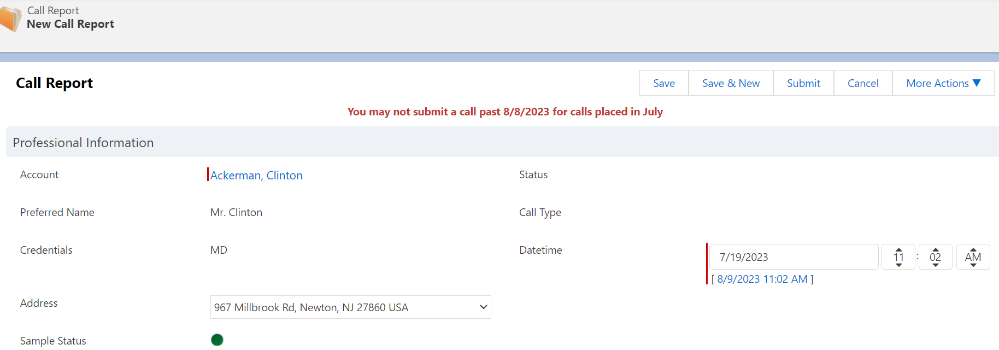 Call Report
New Call Report
Call Report
Save Save & New Submit Cancel More Actions ▼
You may not submit a call past 8/8/2023 for calls placed in July
Professional Information
Account Ackerman, Clinton Status
Preferred Name Mr. Clinton Call Type
Credentials MD Datetime 7/19/2023 11 : 02 AM
[ 8/9/2023 11:02 AM ]
Address 967 Millbrook Rd, Newton, NJ 27860 USA
Sample Status